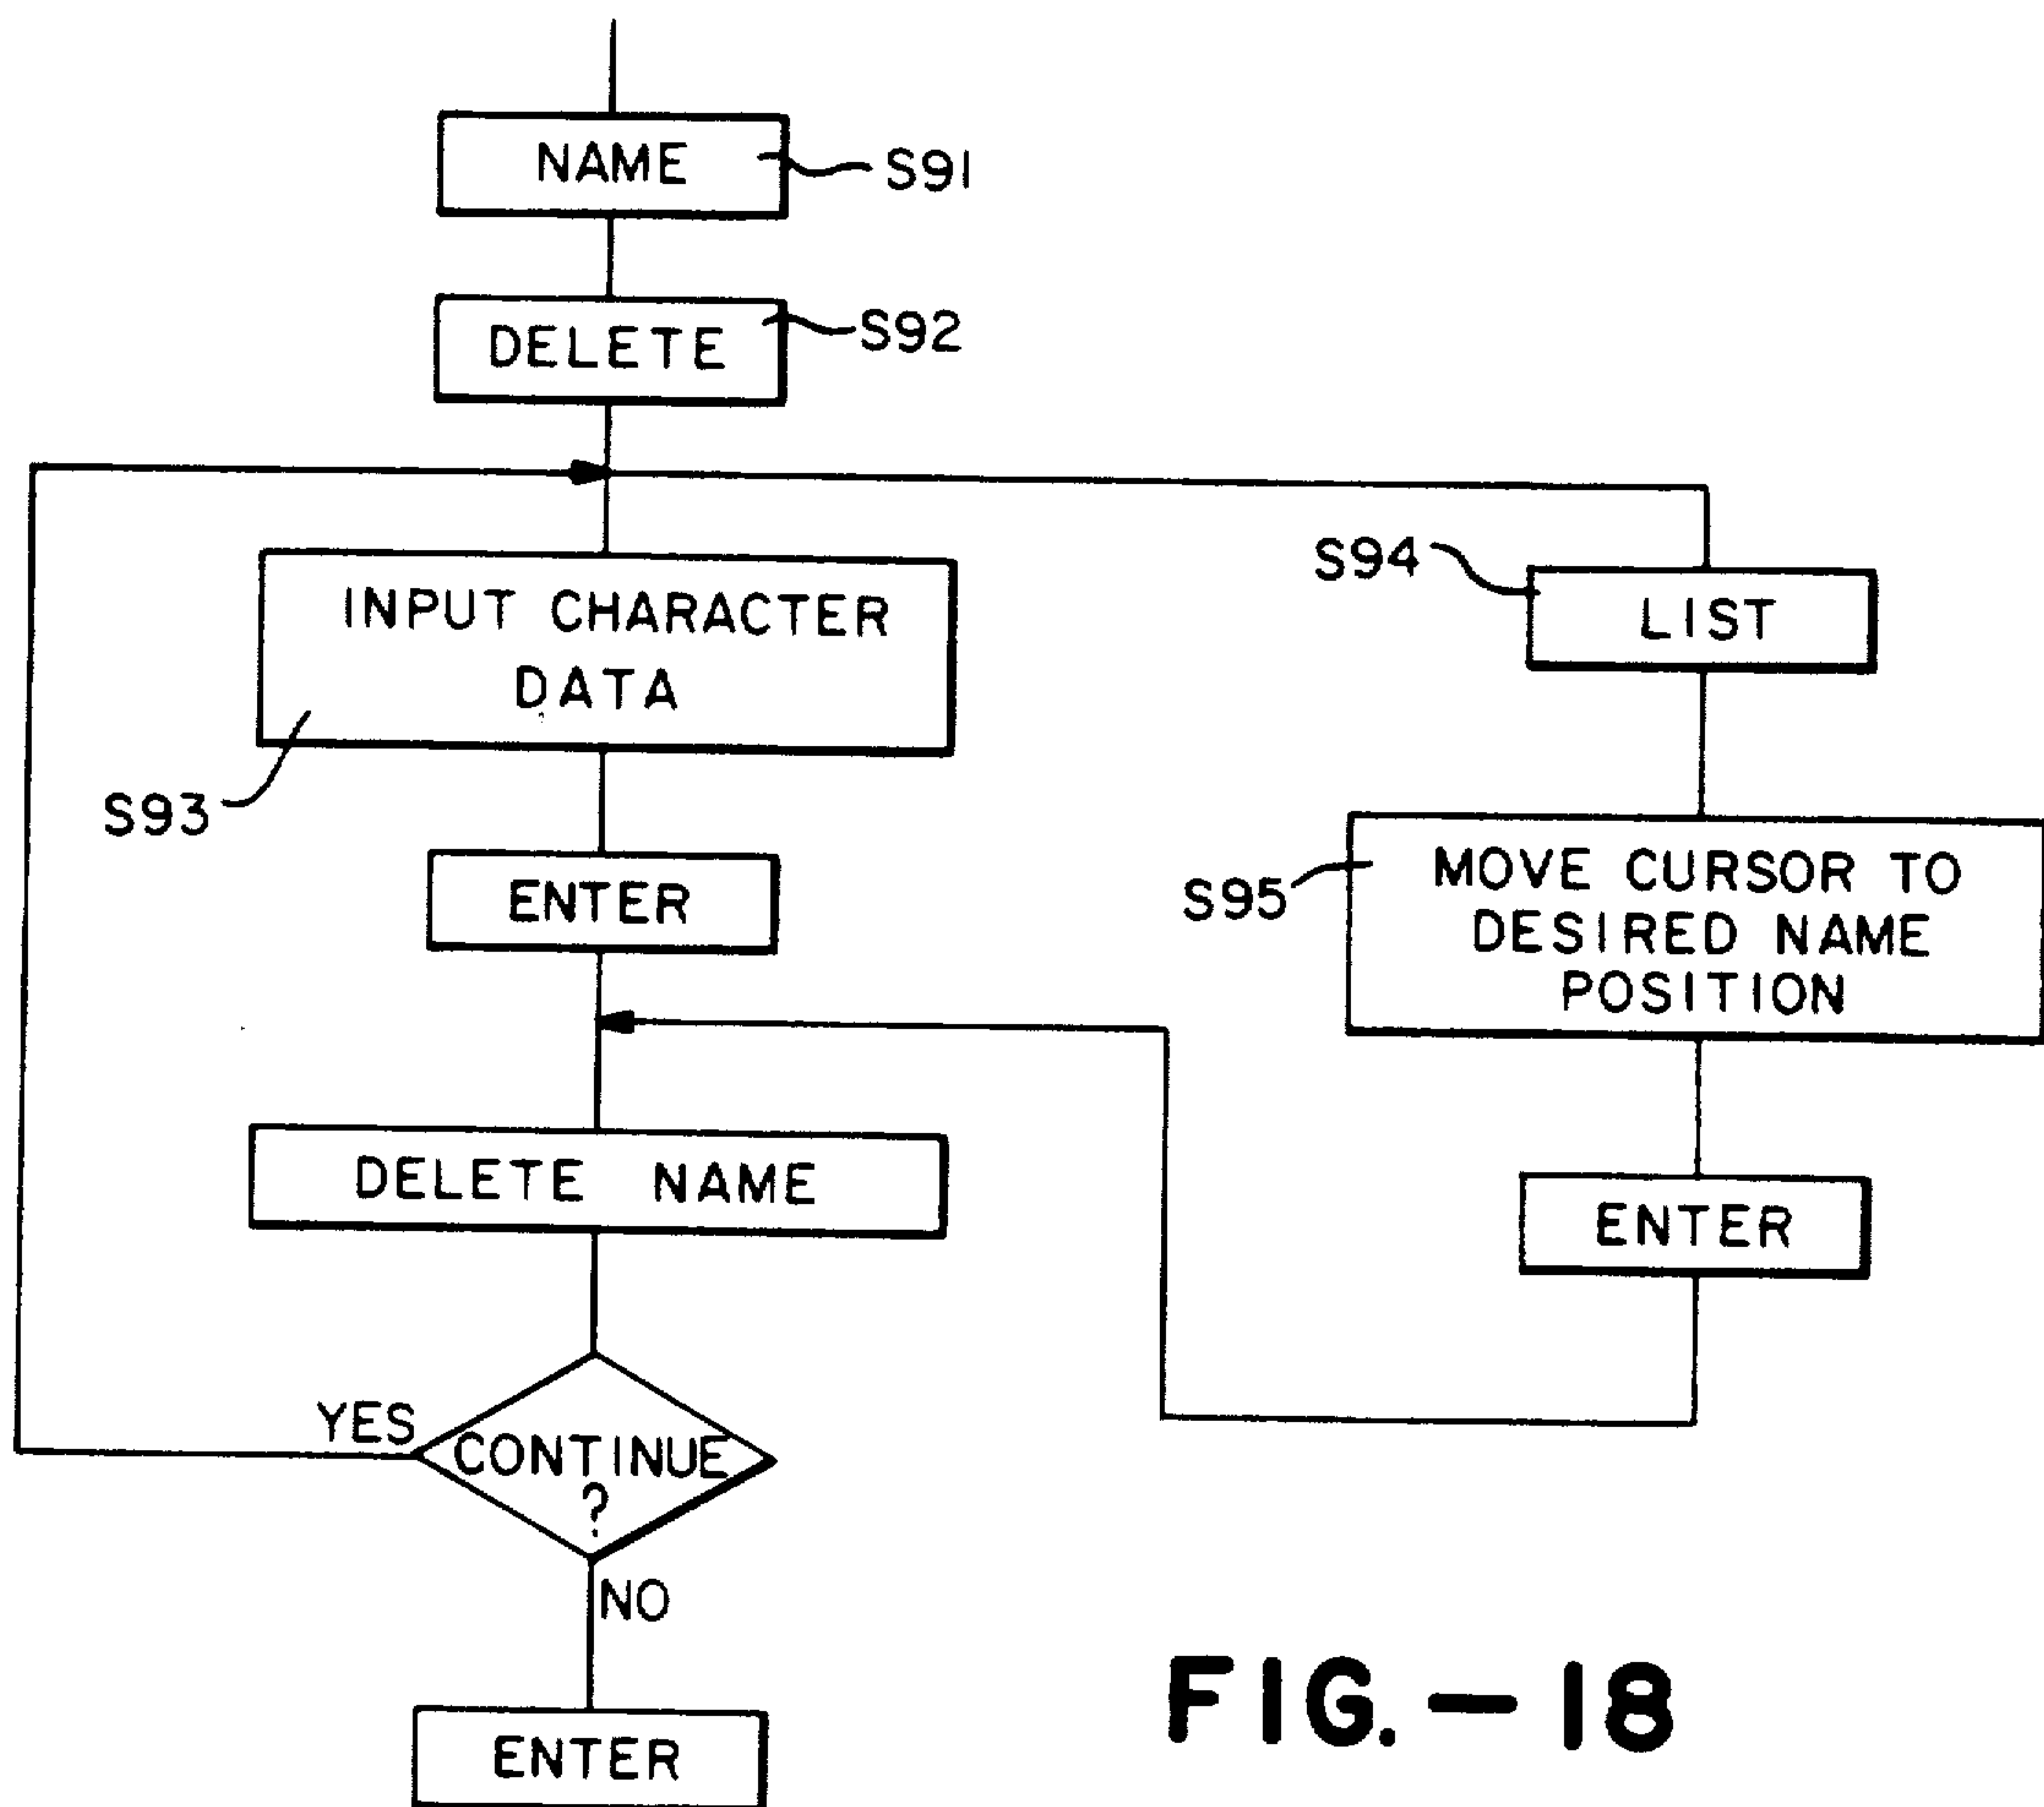 NAME
S91
DELETE
S92
INPUT CHARACTER
DATA
S93
ENTER
DELETE NAME
YES
CONTINUE
?
NO
ENTER
S94
LIST
S95
MOVE CURSOR TO
DESIRED NAME
POSITION
ENTER
FIG.-18